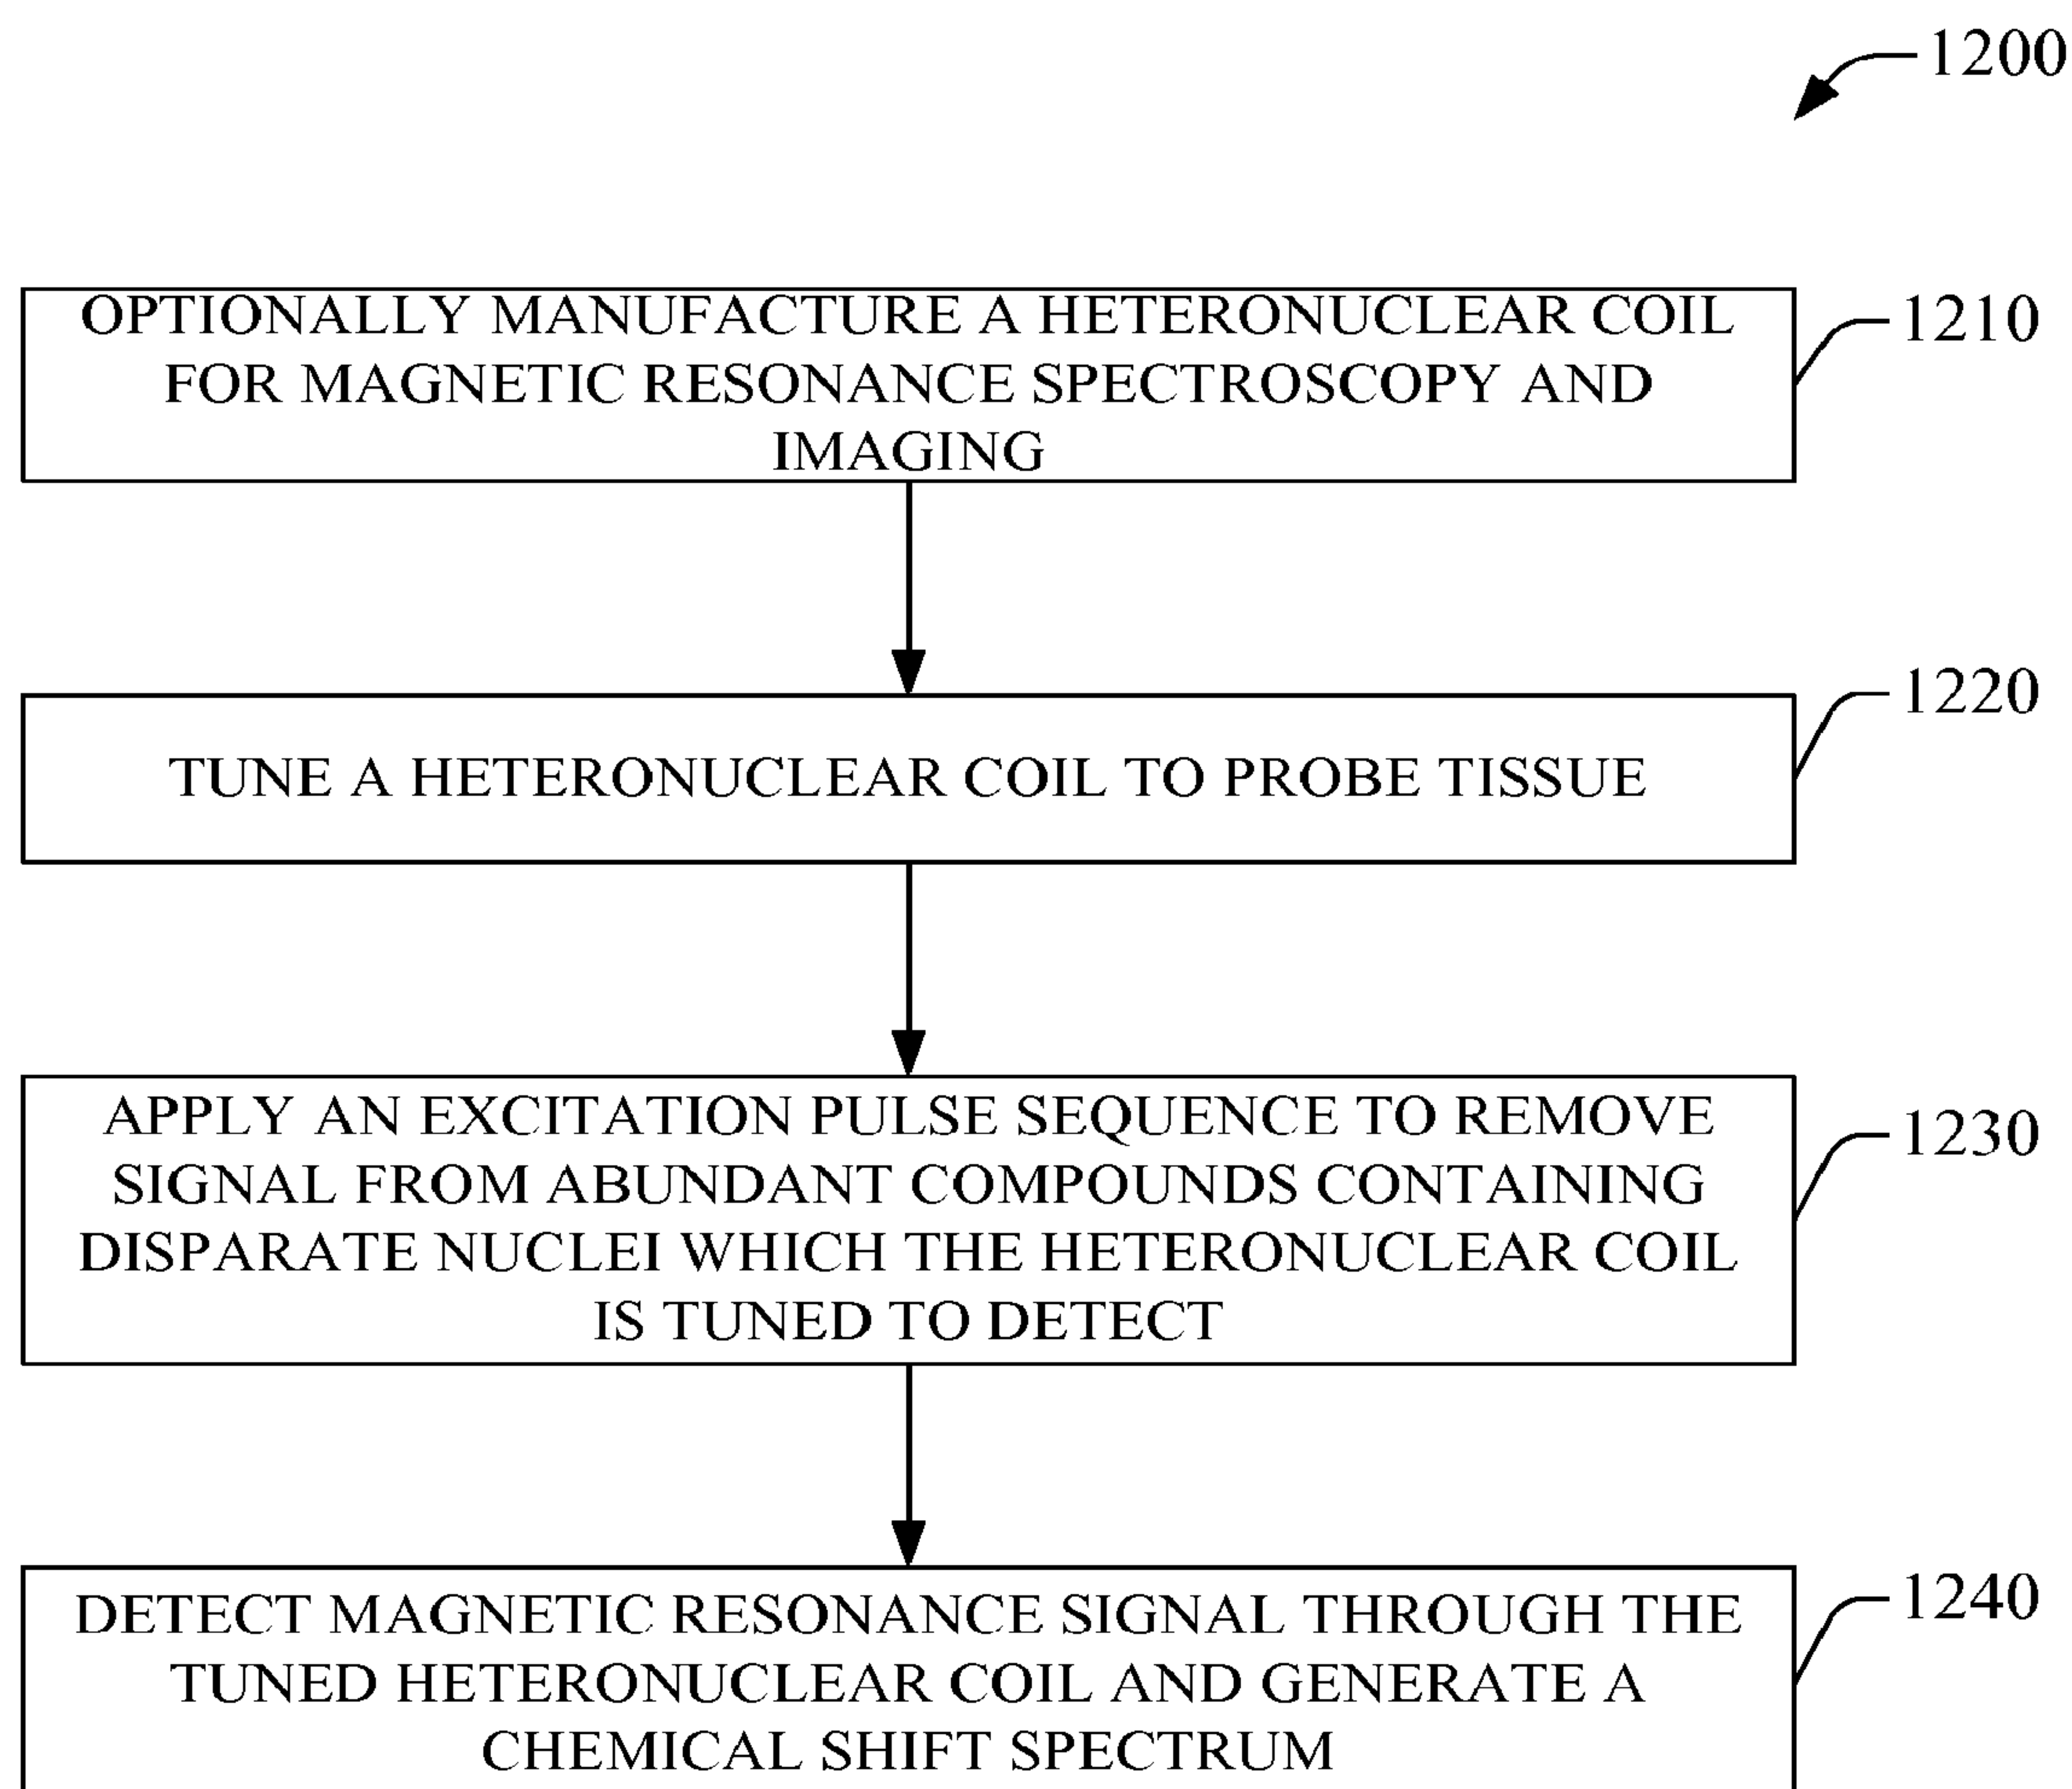 1200
OPTIONALLY MANUFACTURE A HETERONUCLEAR COIL
FOR MAGNETIC RESONANCE SPECTROSCOPY AND
IMAGING
1210
TUNE A HETERONUCLEAR COIL TO PROBE TISSUE
1220
APPLY AN EXCITATION PULSE SEQUENCE TO REMOVE
SIGNAL FROM ABUNDANT COMPOUNDS CONTAINING
DISPARATE NUCLEI WHICH THE HETERONUCLEAR COIL
IS TUNED TO DETECT
1230
DETECT MAGNETIC RESONANCE SIGNAL THROUGH THE
TUNED HETERONUCLEAR COIL AND GENERATE A
CHEMICAL SHIFT SPECTRUM
1240